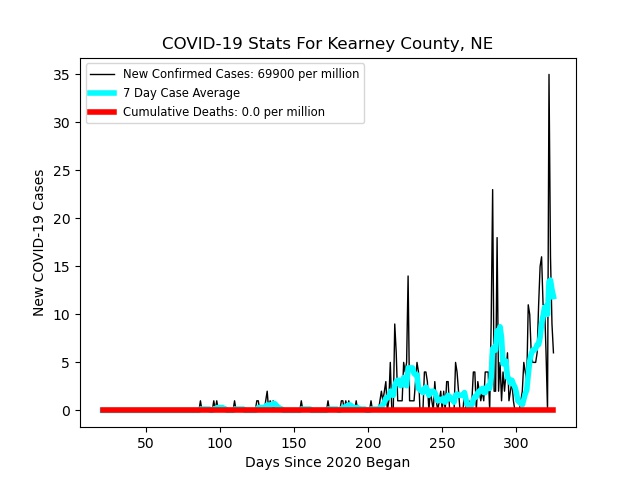 COVID-19 Stats For Kearney County, NE
New Confirmed Cases: 69900 per million
7 Day Case Average
Cumulative Deaths: 0.0 per million
New COVID-19 Cases
35
30
25
20
15
10
5
0
50 100 150 200 250 300
Days Since 2020 Began